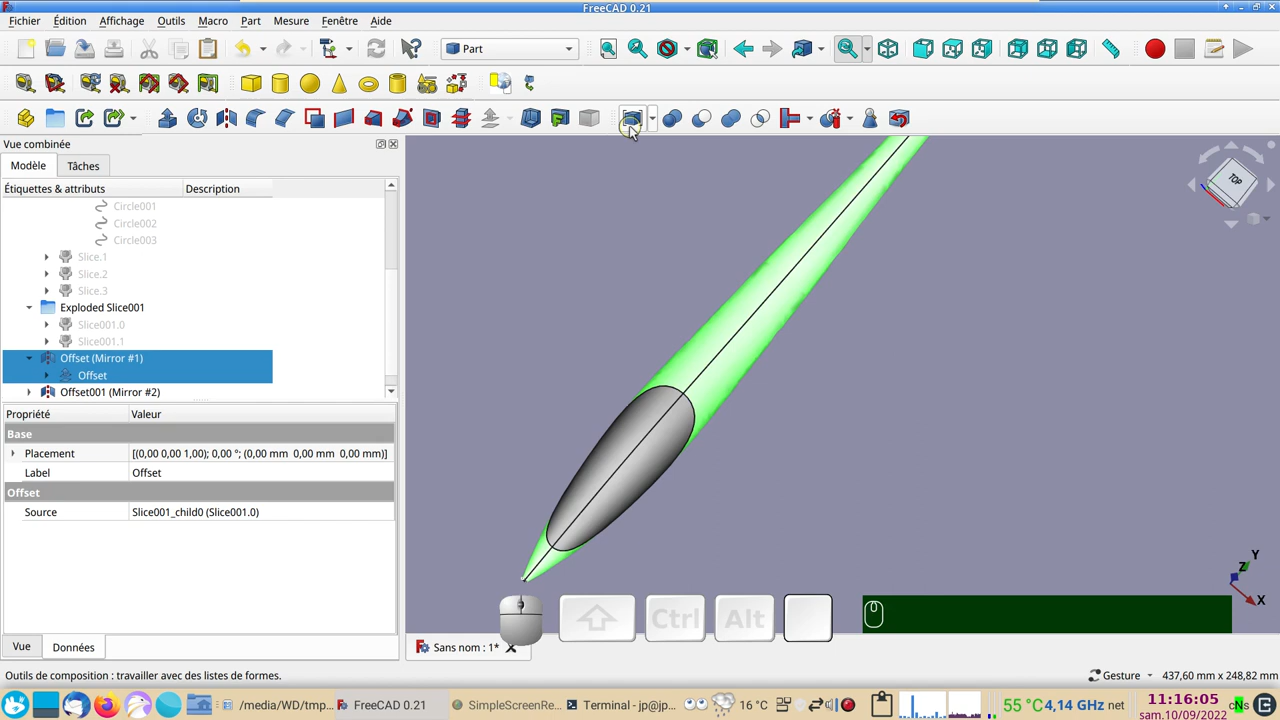 FreeCAD 0.21
Fichier Édition Affichage Outils Macro Part Mesure Fenêtre Aide
Part
Vue combinée
Modèle Tâches
Étiquettes & attributs Description
Circle001
Circle002
Circle003
Slice.1
Slice.2
Slice.3
Exploded Slice001
Slice001.0
Slice001.1
Offset (Mirror #1)
Offset
Offset001 (Mirror #2)
Propriété Valeur
Base
Placement [(0,00 0,00 1,00); 0,00 °; (0,00 mm 0,00 mm 0,00 mm)]
Label Offset
Offset
Source Slice001_child0 (Slice001.0)
TOP
Y
Z
X
Ctrl Alt
Vue Données
Sans nom : 1*
Outils de composition : travailler avec des listes de formes.
Gesture 437,60 mm x 248,82 mm
/media/WD/tmp... FreeCAD 0.21 SimpleScreenRe... Terminal - jp@jp... 16 °C 55 °C 4,14 GHz net 11:16:05
sam.10/09/2022